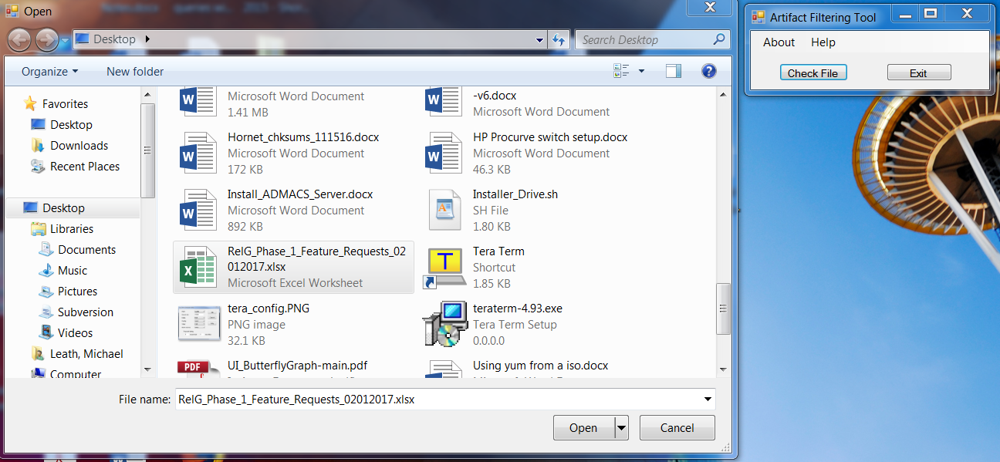 Open
Desktop
Search Desktop
Organize
New folder
Favorites
Desktop
Downloads
Recent Places
Desktop
Libraries
Documents
Music
Pictures
Subversion
Videos
Leath, Michael
Computer
Microsoft Word Document
1.41 MB
-v6.docx
Microsoft Word Document
Hornet_chksums_111516.docx
Microsoft Word Document
172 KB
HP Procurve switch setup.docx
Microsoft Word Document
46.3 KB
Install_ADMACS_Server.docx
Microsoft Word Document
892 KB
Installer_Drive.sh
SH File
1.80 KB
RelG_Phase_1_Feature_Requests_02
012017.xlsx
Microsoft Excel Worksheet
Tera Term
Shortcut
1.85 KB
tera_config.PNG
PNG image
32.1 KB
teraterm-4.93.exe
Tera Term Setup
0.0.0.0
PDF
UI_ButterflyGraph-main.pdf
Using yum from a iso.docx
File name:
RelG_Phase_1_Feature_Requests_02012017.xlsx
Open
Cancel
Artifact Filtering Tool
About
Help
Check File
Exit